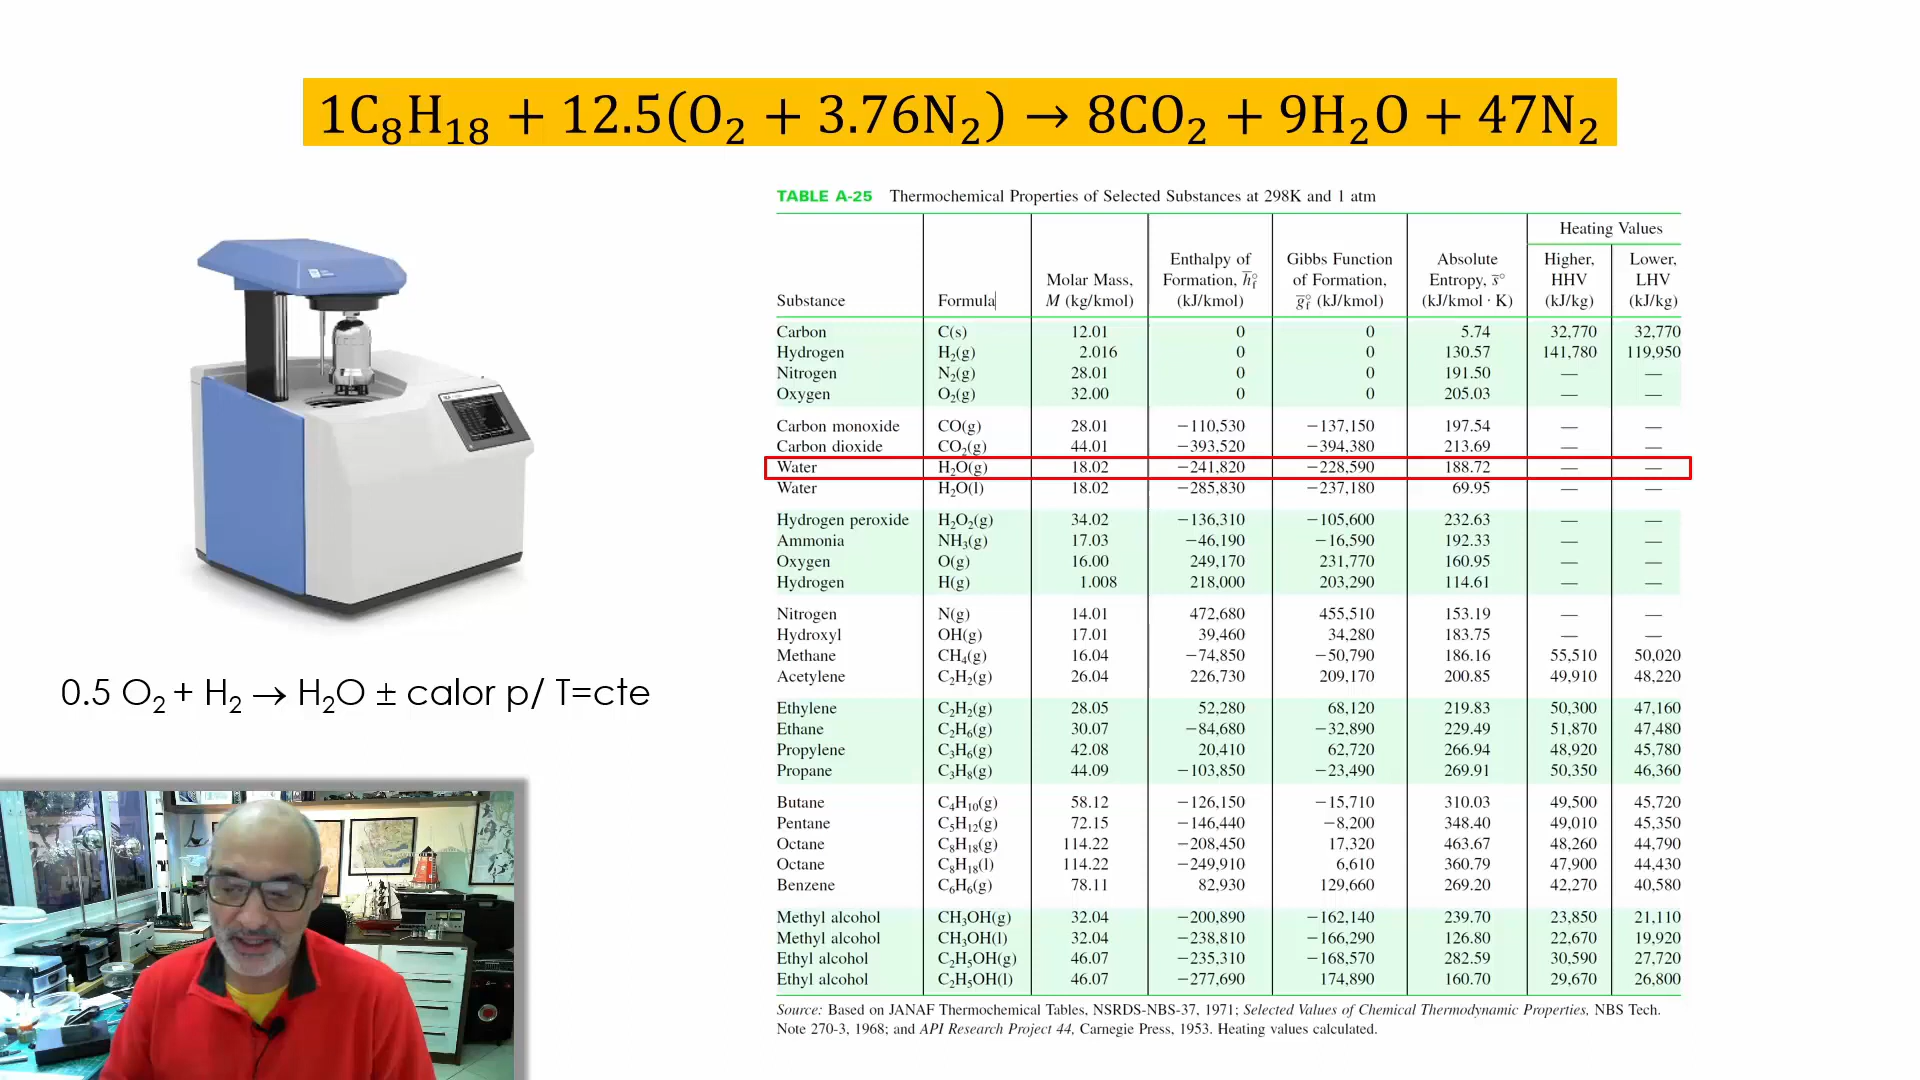 1C₈H₁₈ + 12.5(O₂ + 3.76N₂) → 8CO₂ + 9H₂O + 47N₂
TABLE A-25 Thermochemical Properties of Selected Substances at 298K and 1 atm
Heating Values
Substance Formula Molar Mass, M (kg/kmol) Enthalpy of Formation, h̄°f (kJ/kmol) Gibbs Function of Formation, ḡ°f (kJ/kmol) Absolute Entropy, s̄° (kJ/kmol · K) Higher, HHV (kJ/kg) Lower, LHV (kJ/kg)
Carbon C(s) 12.01 0 0 5.74 32,770 32,770
Hydrogen H₂(g) 2.016 0 0 130.57 141,780 119,950
Nitrogen N₂(g) 28.01 0 0 191.50 — —
Oxygen O₂(g) 32.00 0 0 205.03 — —
Carbon monoxide CO(g) 28.01 −110,530 −137,150 197.54 — —
Carbon dioxide CO₂(g) 44.01 −393,520 −394,380 213.69 — —
Water H₂O(g) 18.02 −241,820 −228,590 188.72 — —
Water H₂O(l) 18.02 −285,830 −237,180 69.95 — —
Hydrogen peroxide H₂O₂(g) 34.02 −136,310 −105,600 232.63 — —
Ammonia NH₃(g) 17.03 −46,190 −16,590 192.33 — —
Oxygen O(g) 16.00 249,170 231,770 160.95 — —
Hydrogen H(g) 1.008 218,000 203,290 114.61 — —
Nitrogen N(g) 14.01 472,680 455,510 153.19 — —
Hydroxyl OH(g) 17.01 39,460 34,280 183.75 — —
Methane CH₄(g) 16.04 −74,850 −50,790 186.16 55,510 50,020
Acetylene C₂H₂(g) 26.04 226,730 209,170 200.85 49,910 48,220
Ethylene C₂H₂(g) 28.05 52,280 68,120 219.83 50,300 47,160
Ethane C₂H₆(g) 30.07 −84,680 −32,890 229.49 51,870 47,480
Propylene C₃H₆(g) 42.08 20,410 62,720 266.94 48,920 45,780
Propane C₃H₈(g) 44.09 −103,850 −23,490 269.91 50,350 46,360
Butane C₄H₁₀(g) 58.12 −126,150 −15,710 310.03 49,500 45,720
Pentane C₅H₁₂(g) 72.15 −146,440 −8,200 348.40 49,010 45,350
Octane C₈H₁₈(g) 114.22 −208,450 17,320 463.67 48,260 44,790
Octane C₈H₁₈(l) 114.22 −249,910 6,610 360.79 47,900 44,430
Benzene C₆H₆(g) 78.11 82,930 129,660 269.20 42,270 40,580
Methyl alcohol CH₃OH(g) 32.04 −200,890 −162,140 239.70 23,850 21,110
Methyl alcohol CH₃OH(l) 32.04 −238,810 −166,290 126.80 22,670 19,920
Ethyl alcohol C₂H₅OH(g) 46.07 −235,310 −168,570 282.59 30,590 27,720
Ethyl alcohol C₂H₅OH(l) 46.07 −277,690 174,890 160.70 29,670 26,800
Source: Based on JANAF Thermochemical Tables, NSRDS-NBS-37, 1971; Selected Values of Chemical Thermodynamic Properties, NBS Tech.
Note 270-3, 1968; and API Research Project 44, Carnegie Press, 1953. Heating values calculated.
0.5 O₂ + H₂ → H₂O ± calor p/ T=cte